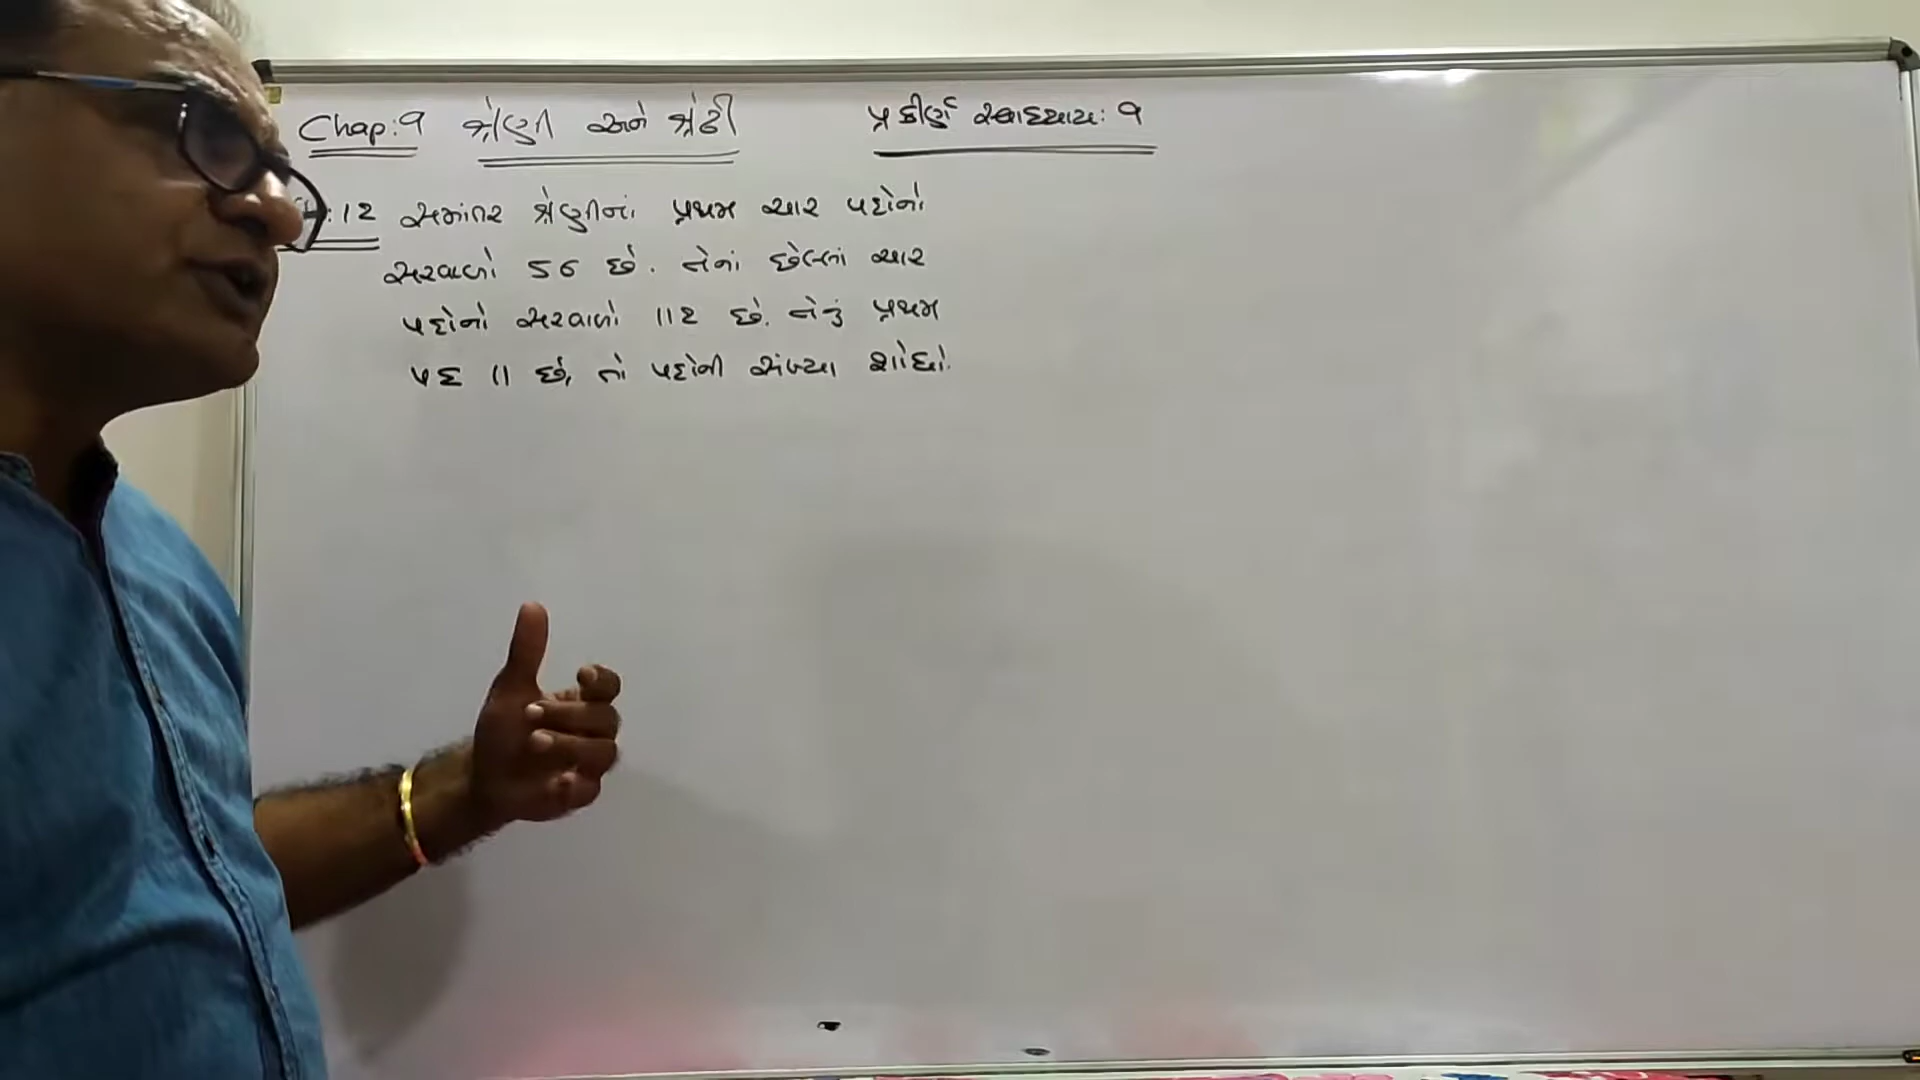 Chap:9 શ્રેણી અને શ્રેઢી
પ્રકીર્ણ સ્વાધ્યાય: 9
:12 સમાંતર શ્રેણીનાં પ્રથમ ચાર પદોનો
સરવાળો 56 છે. તેનાં છેલ્લાં ચાર
પદોનો સરવાળો 112 છે. તેનું પ્રથમ
પદ 11 છે, તો પદોની સંખ્યા શોધો.